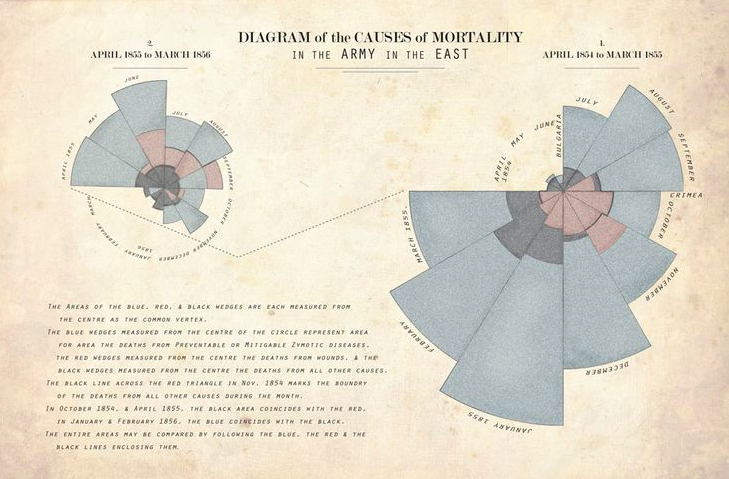 DIAGRAM of the CAUSES of MORTALITY
IN THE ARMY IN THE EAST
2.
APRIL 1855 to MARCH 1856
1.
APRIL 1854 to MARCH 1855
APRIL 1855
MAY
JUNE
JULY
AUGUST
SEPTEMBER
OCTOBER
NOVEMBER
DECEMBER
JANUARY
1856
FEBRUARY
MARCH
APRIL
1854
MAY
JUNE
BULGARIA
JULY
AUGUST
SEPTEMBER
CRIMEA
OCTOBER
NOVEMBER
DECEMBER
JANUARY 1855
FEBRUARY
MARCH 1855.
The Areas of the blue, red, & black wedges are each measured from
the centre as the common vertex.
The blue wedges measured from the centre of the circle represent area
for area the deaths from Preventable or Mitigable Zymotic diseases,
the red wedges measured from the centre the deaths from wounds, & the
black wedges measured from the centre the deaths from all other causes.
The black line across the red triangle in Nov. 1854 marks the boundry
of the deaths from all other causes during the month.
In October 1854, & April 1855, the black area coincides with the red,
in January & February 1856, the blue coincides with the black.
The entire areas may be compared by following the blue, the red & the
black lines enclosing them.